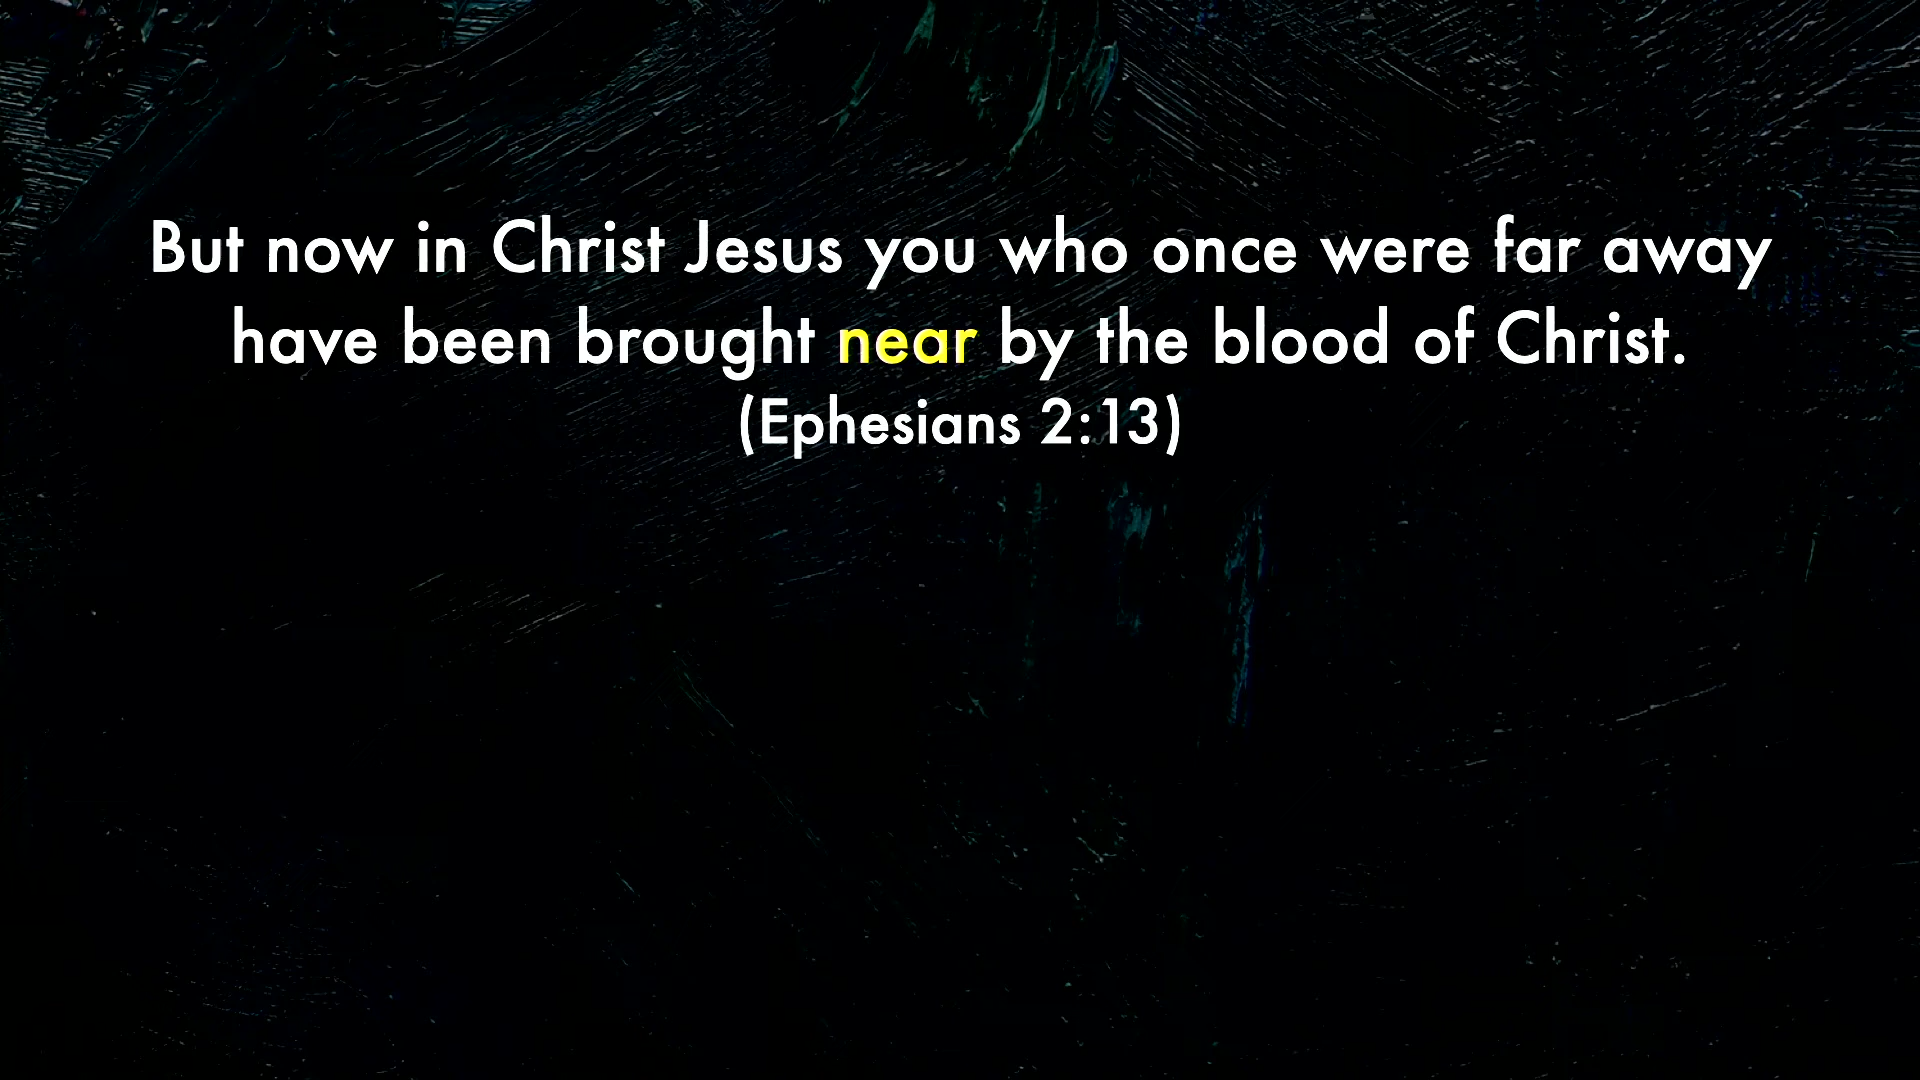 But now in Christ Jesus you who once were far away
have been brought near by the blood of Christ.
(Ephesians 2:13)